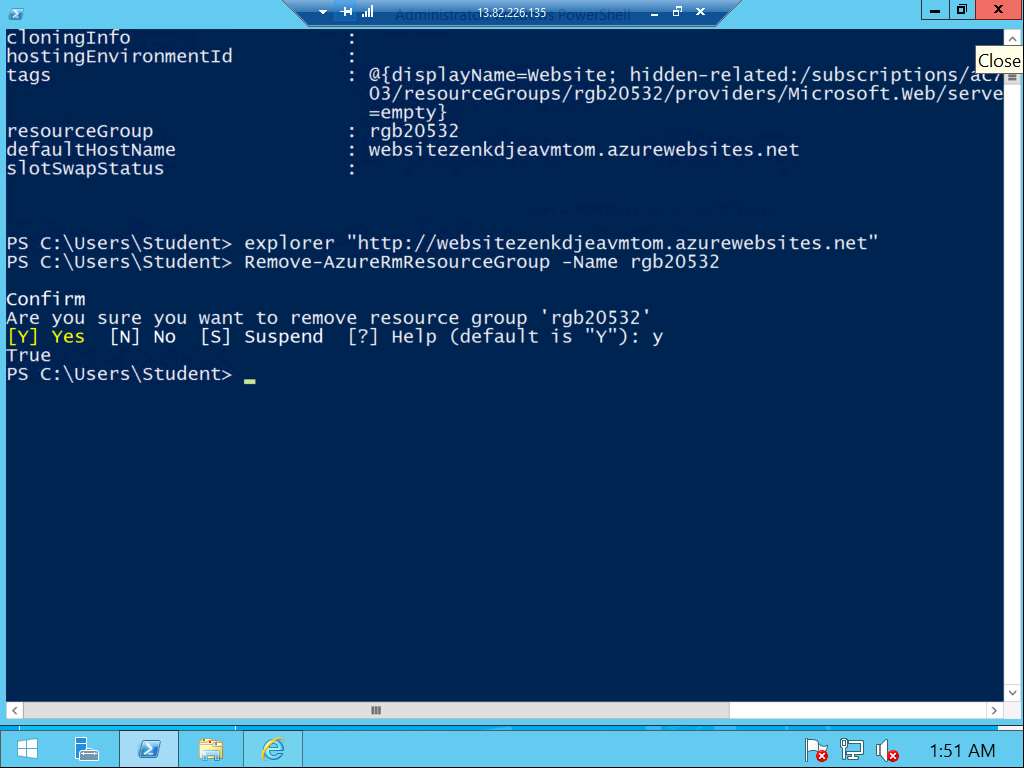 Administrato
13.82.226.135
s PowerShell
cloningInfo :
Close
hostingEnvironmentId :
tags : @{displayName=Website; hidden-related:/subscriptions/ac7
03/resourceGroups/rgb20532/providers/Microsoft.Web/serve
=empty}
resourceGroup : rgb20532
defaultHostName : websitezenkdjeavmtom.azurewebsites.net
slotSwapStatus :
PS C:\Users\Student> explorer "http://websitezenkdjeavmtom.azurewebsites.net"
PS C:\Users\Student> Remove-AzureRmResourceGroup -Name rgb20532
Confirm
Are you sure you want to remove resource group 'rgb20532'
[Y] Yes [N] No [S] Suspend [?] Help (default is "Y"): y
True
PS C:\Users\Student>
1:51 AM